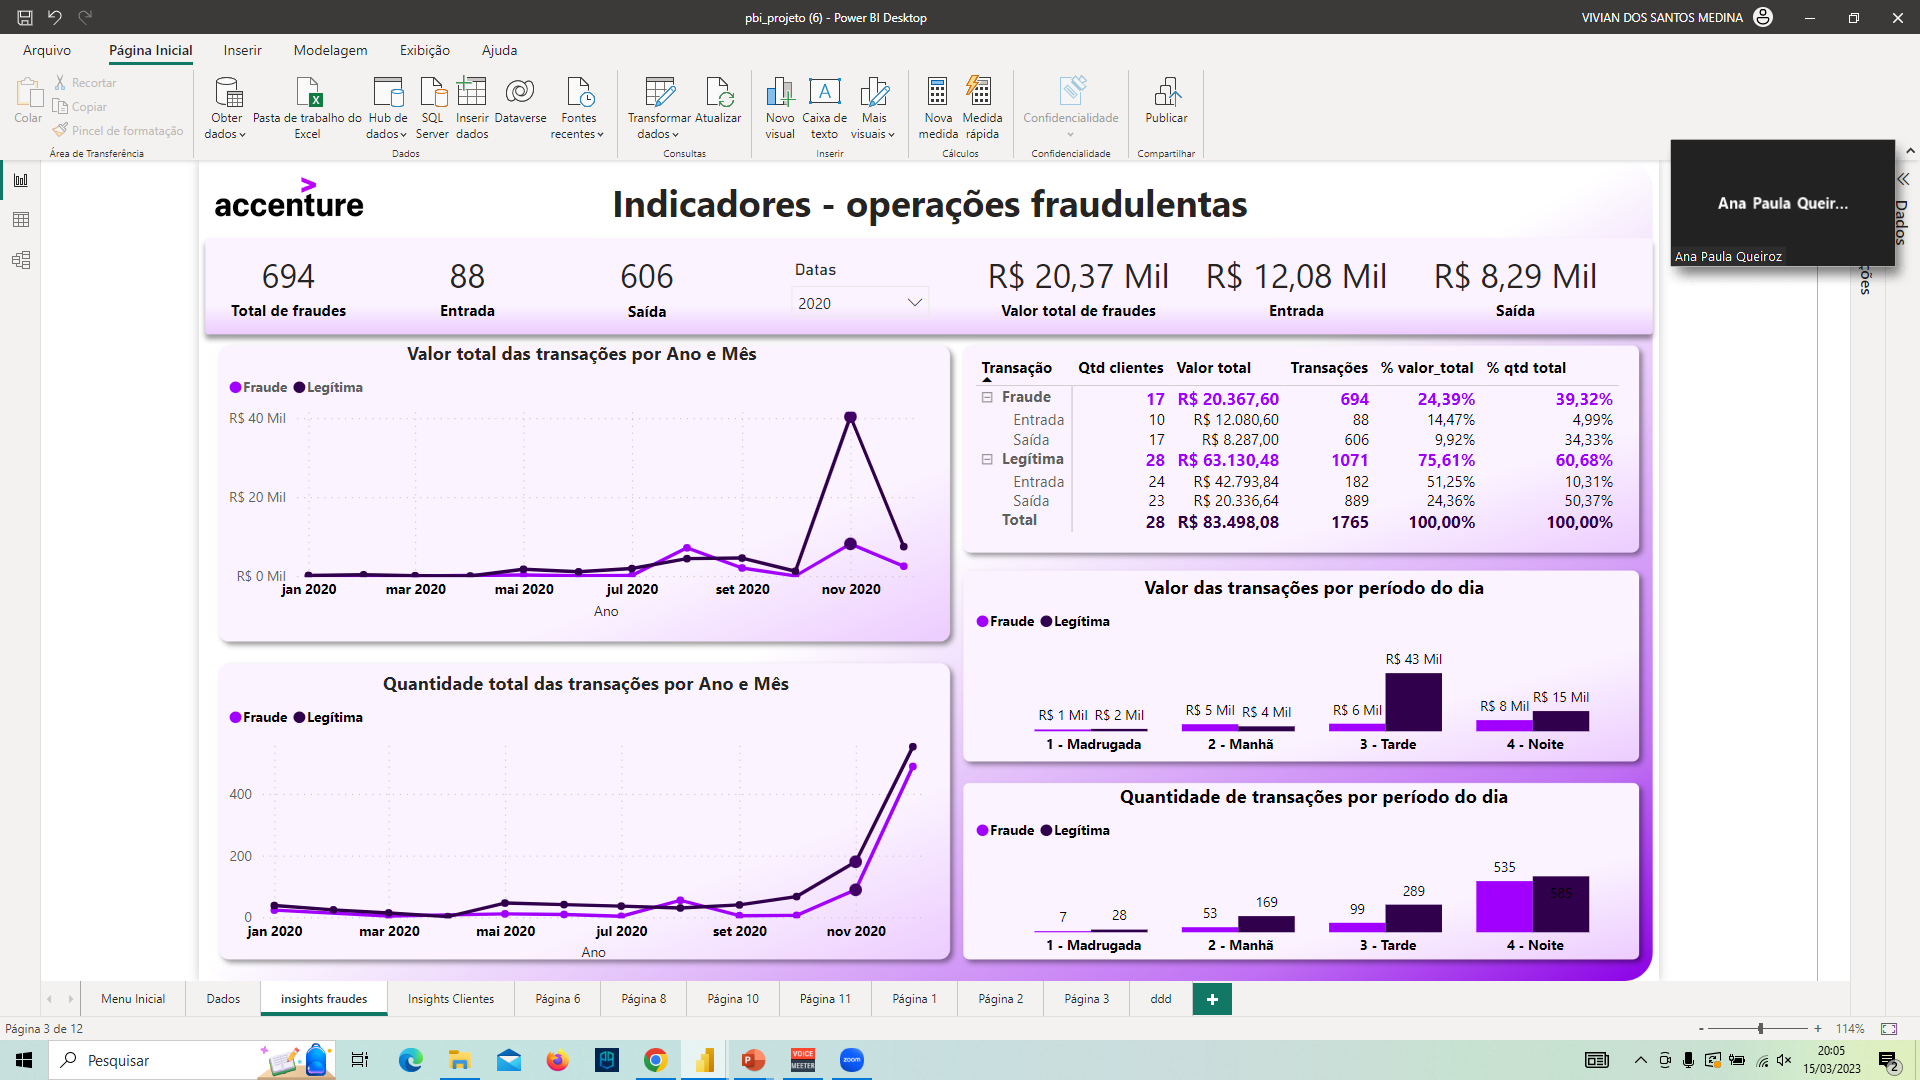 pbi_projeto (6) - Power BI Desktop
VIVIAN DOS SANTOS MEDINA
Arquivo
Página Inicial
Inserir
Modelagem
Exibição
Ajuda
Colar
Recortar
Copiar
Pincel de formatação
Área de Transferência
Obter dados
Pasta de trabalho do Excel
Hub de dados
SQL Server
Inserir dados
Dataverse
Fontes recentes
Dados
Transformar dados
Atualizar
Consultas
Novo visual
Caixa de texto
Mais visuais
Inserir
Nova medida
Medida rápida
Cálculos
Confidencialidade
Confidencialidade
Publicar
Compartilhar
Ana Paula Queir...
Ana Paula Queiroz
Dados
ções
accenture
Indicadores - operações fraudulentas
694
Total de fraudes
88
Entrada
606
Saída
Datas
2020
R$ 20,37 Mil
Valor total de fraudes
R$ 12,08 Mil
Entrada
R$ 8,29 Mil
Saída
Valor total das transações por Ano e Mês
Fraude Legítima
R$ 40 Mil
R$ 20 Mil
R$ 0 Mil
jan 2020 mar 2020 mai 2020 jul 2020 set 2020 nov 2020
Ano
Transação Qtd clientes Valor total Transações % valor_total % qtd total
Fraude 17 R$ 20.367,60 694 24,39% 39,32%
Entrada 10 R$ 12.080,60 88 14,47% 4,99%
Saída 17 R$ 8.287,00 606 9,92% 34,33%
Legítima 28 R$ 63.130,48 1071 75,61% 60,68%
Entrada 24 R$ 42.793,84 182 51,25% 10,31%
Saída 23 R$ 20.336,64 889 24,36% 50,37%
Total 28 R$ 83.498,08 1765 100,00% 100,00%
Valor das transações por período do dia
Fraude Legítima
R$ 1 Mil R$ 2 Mil R$ 5 Mil R$ 4 Mil R$ 6 Mil R$ 43 Mil R$ 8 Mil R$ 15 Mil
1 - Madrugada 2 - Manhã 3 - Tarde 4 - Noite
Quantidade total das transações por Ano e Mês
Fraude Legítima
400
200
0
jan 2020 mar 2020 mai 2020 jul 2020 set 2020 nov 2020
Ano
Quantidade de transações por período do dia
Fraude Legítima
7 28 53 169 99 289 535 585
1 - Madrugada 2 - Manhã 3 - Tarde 4 - Noite
Menu Inicial
Dados
insights fraudes
Insights Clientes
Página 6
Página 8
Página 10
Página 11
Página 1
Página 2
Página 3
ddd
Página 3 de 12
114%
Pesquisar
VOICE MEETER
zoom
20:05
15/03/2023
2